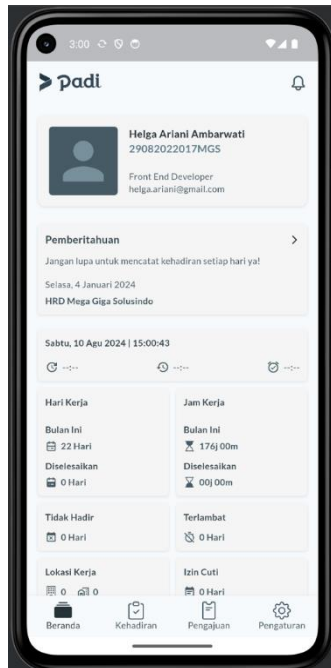 3:00
padi
Helga Ariani Ambarwati
29082022017MGS
Front End Developer
helga.ariani@gmail.com
Pemberitahuan
Jangan lupa untuk mencatat kehadiran setiap hari ya!
Selasa, 4 Januari 2024
HRD Mega Giga Solusindo
Sabtu, 10 Agu 2024 | 15:00:43
--:-- --:-- --:--
Hari Kerja
Bulan Ini
22 Hari
Diselesaikan
0 Hari
Jam Kerja
Bulan Ini
176j 00m
Diselesaikan
00j 00m
Tidak Hadir
0 Hari
Terlambat
0 Hari
Lokasi Kerja
0 0
Izin Cuti
0 Hari
Beranda Kehadiran Pengajuan Pengaturan